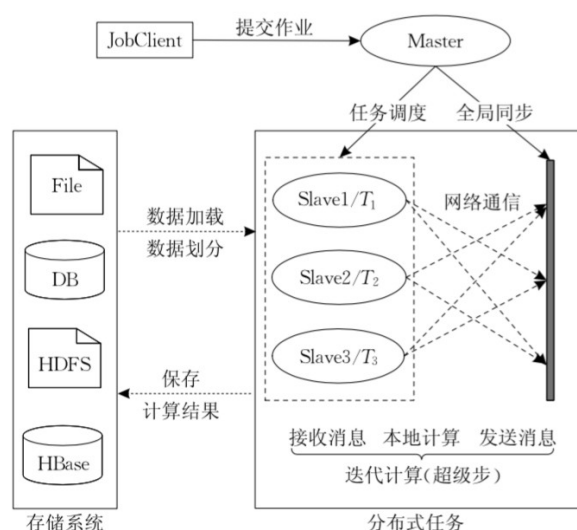 JobClient
提交作业
Master
任务调度
全局同步
File
DB
HDFS
HBase
存储系统
数据加载
数据划分
保存
计算结果
Slave1/T₁
Slave2/T₂
Slave3/T₃
网络通信
接收消息 本地计算 发送消息
迭代计算(超级步)
分布式任务